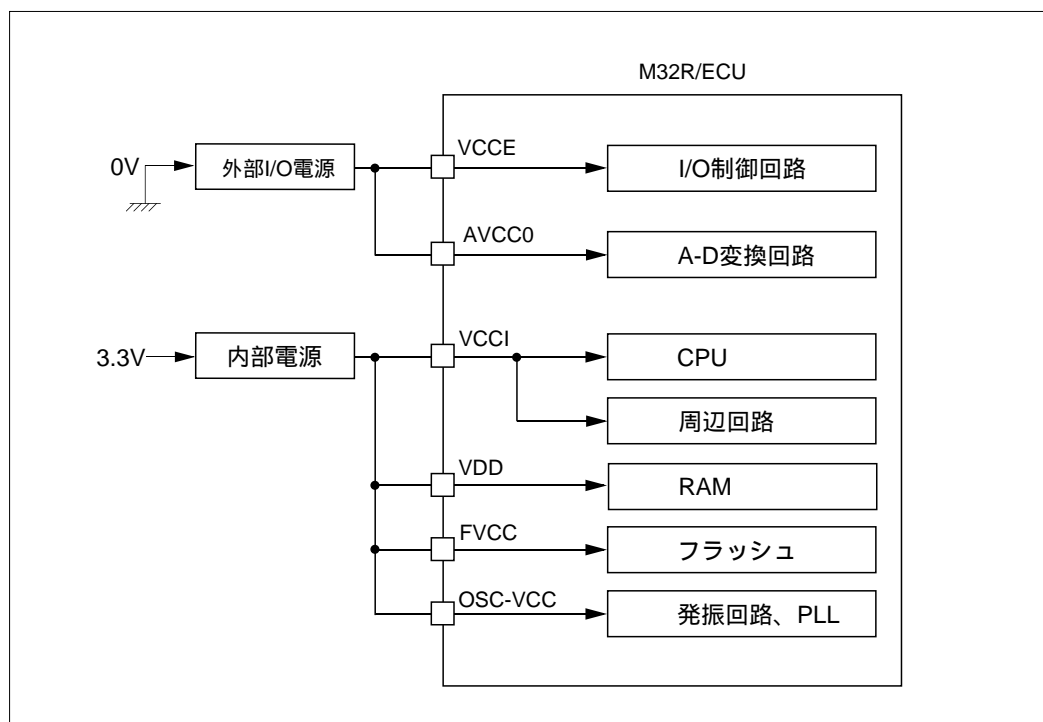 M32R/ECU
0V
外部I/O電源
VCCE
I/O制御回路
AVCC0
A-D変換回路
3.3V
内部電源
VCCI
CPU
周辺回路
VDD
RAM
FVCC
フラッシュ
OSC-VCC
発振回路、PLL